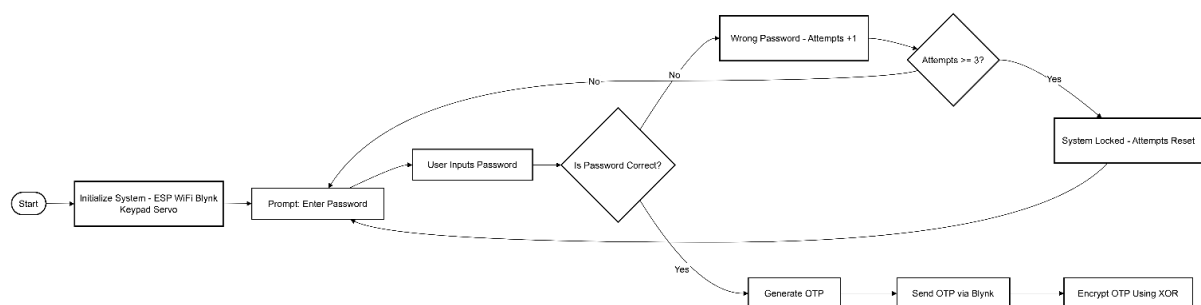 Start
Initialize System - ESP WiFi Blynk
Keypad Servo
Prompt: Enter Password
User Inputs Password
Is Password Correct?
No
Wrong Password - Attempts +1
Attempts >= 3?
No
Yes
System Locked - Attempts Reset
Yes
Generate OTP
Send OTP via Blynk
Encrypt OTP Using XOR